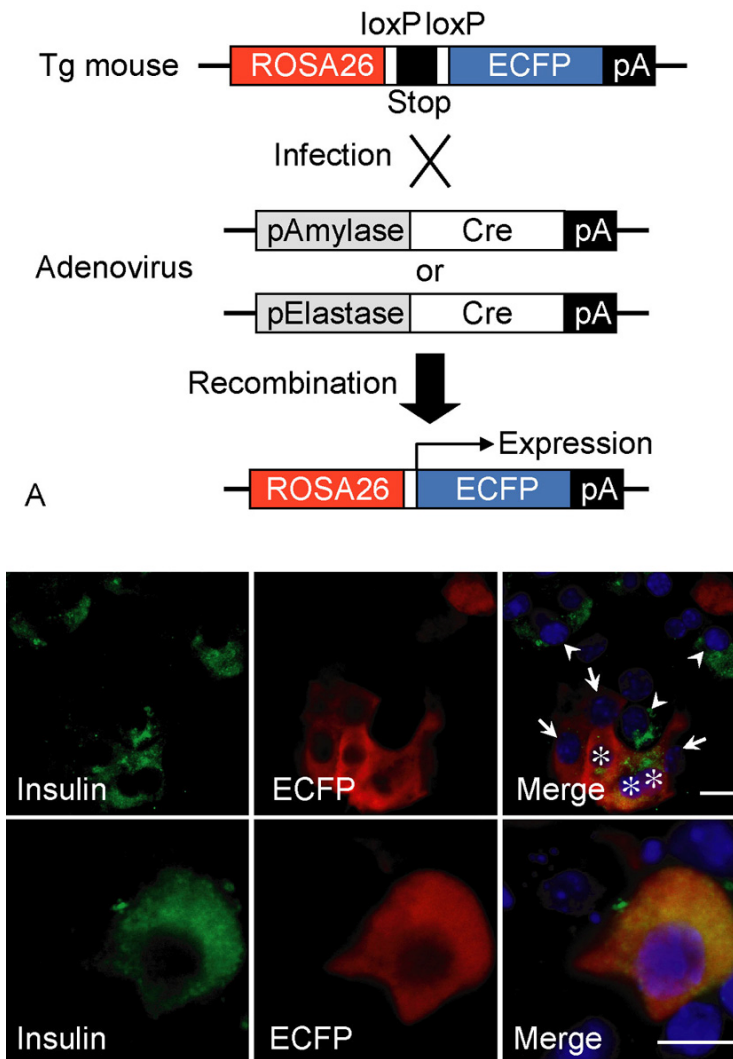 loxP loxP
Tg mouse ROSA26 ECFP pA
Stop
Infection
pAmylase Cre pA
Adenovirus or
pElastase Cre pA
Recombination
Expression
A ROSA26 ECFP pA
Insulin ECFP Merge
* * *
Insulin ECFP Merge